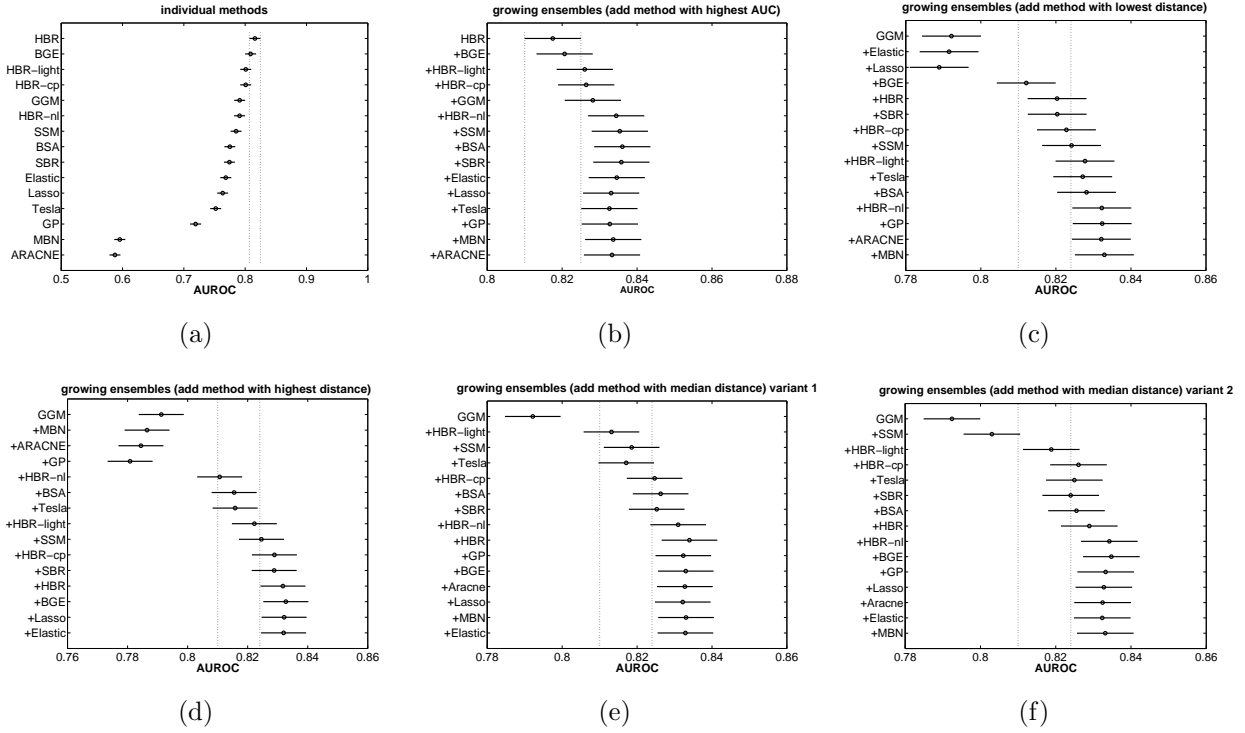 individual methods
HBR
BGE
HBR−light
HBR−cp
GGM
HBR−nl
SSM
BSA
SBR
Elastic
Lasso
Tesla
GP
MBN
ARACNE
0.5 0.6 0.7 0.8 0.9 1
AUROC
(a)
growing ensembles (add method with highest AUC)
HBR
+BGE
+HBR−light
+HBR−cp
+GGM
+HBR−nl
+SSM
+BSA
+SBR
+Elastic
+Lasso
+Tesla
+GP
+MBN
+ARACNE
0.8 0.82 0.84 0.86 0.88
AUROC
(b)
growing ensembles (add method with lowest distance)
GGM
+Elastic
+Lasso
+BGE
+HBR
+SBR
+HBR−cp
+SSM
+HBR−light
+Tesla
+BSA
+HBR−nl
+GP
+ARACNE
+MBN
0.78 0.8 0.82 0.84 0.86
AUROC
(c)
growing ensembles (add method with highest distance)
GGM
+MBN
+ARACNE
+GP
+HBR−nl
+BSA
+Tesla
+HBR−light
+SSM
+HBR−cp
+SBR
+HBR
+BGE
+Lasso
+Elastic
0.76 0.78 0.8 0.82 0.84 0.86
AUROC
(d)
growing ensembles (add method with median distance) variant 1
GGM
+HBR−light
+SSM
+Tesla
+HBR−cp
+BSA
+SBR
+HBR−nl
+HBR
+GP
+BGE
+Aracne
+Lasso
+MBN
+Elastic
0.78 0.8 0.82 0.84 0.86
AUROC
(e)
growing ensembles (add method with median distance) variant 2
GGM
+SSM
+HBR−light
+HBR−cp
+Tesla
+SBR
+BSA
+HBR
+HBR−nl
+BGE
+GP
+Lasso
+Aracne
+Elastic
+MBN
0.78 0.8 0.82 0.84 0.86
AUROC
(f)